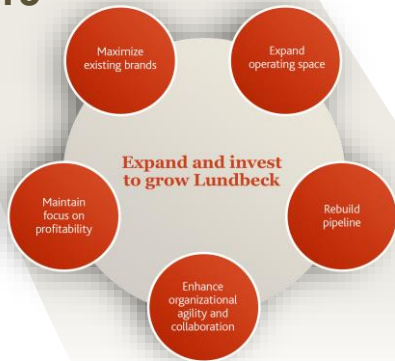 Maximize
existing brands
Expand
operating space
Expand and invest
to grow Lundbeck
Maintain
focus on
profitability
Rebuild
pipeline
Enhance
organizational
agility and
collaboration